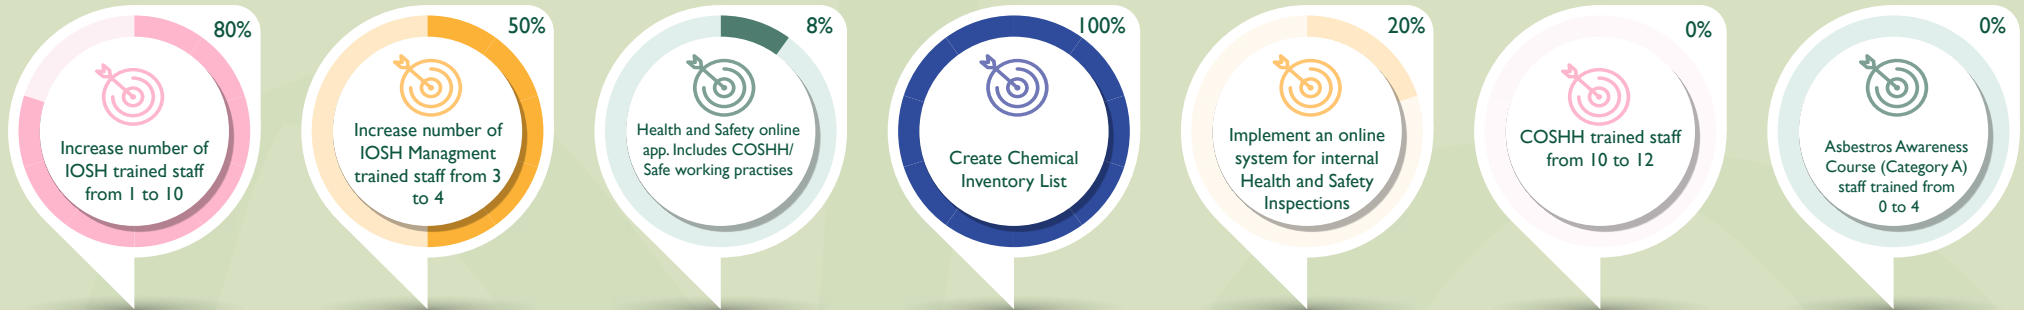 80%
Increase number of
IOSH trained staff
from 1 to 10
50%
Increase number of
IOSH Managment
trained staff from 3
to 4
8%
Health and Safety online
app. Includes COSHH/
Safe working practises
100%
Create Chemical
Inventory List
20%
Implement an online
system for internal
Health and Safety
Inspections
0%
COSHH trained staff
from 10 to 12
0%
Asbestros Awareness
Course (Category A)
staff trained from
0 to 4